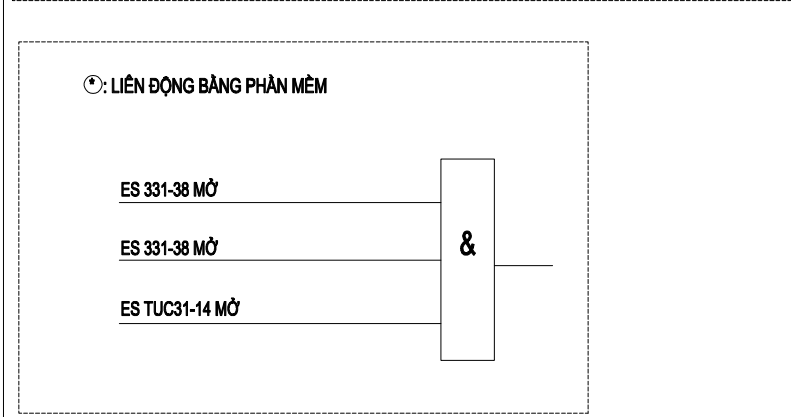 (*): LIÊN ĐỘNG BẰNG PHẦN MỀM
ES 331-38 MỞ
ES 331-38 MỞ
&
ES TUC31-14 MỞ